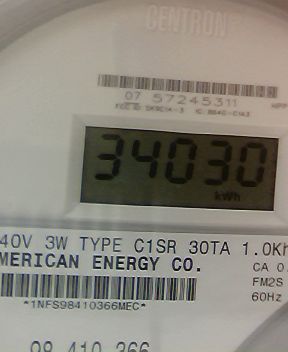 CENTRON
07 57245311
34030
kWh
40V 3W TYPE C1SR 30TA 1.0Kh
MERICAN ENERGY CO.
CA 0.
FM2S
*1NFS98410366MEC*
60Hz
98 410 366